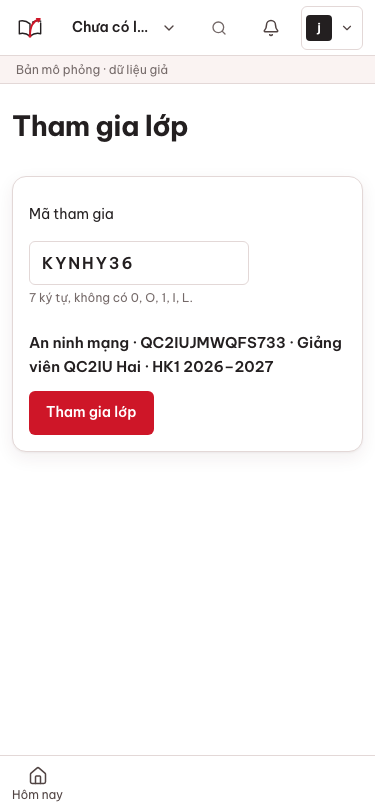 Chưa có l...
j
Bản mô phỏng · dữ liệu giả
Tham gia lớp
Mã tham gia
KYNHY36
7 ký tự, không có 0, O, 1, I, L.
An ninh mạng · QC2IUJMWQFS733 · Giảng
viên QC2IU Hai · HK1 2026–2027
Tham gia lớp
Hôm nay